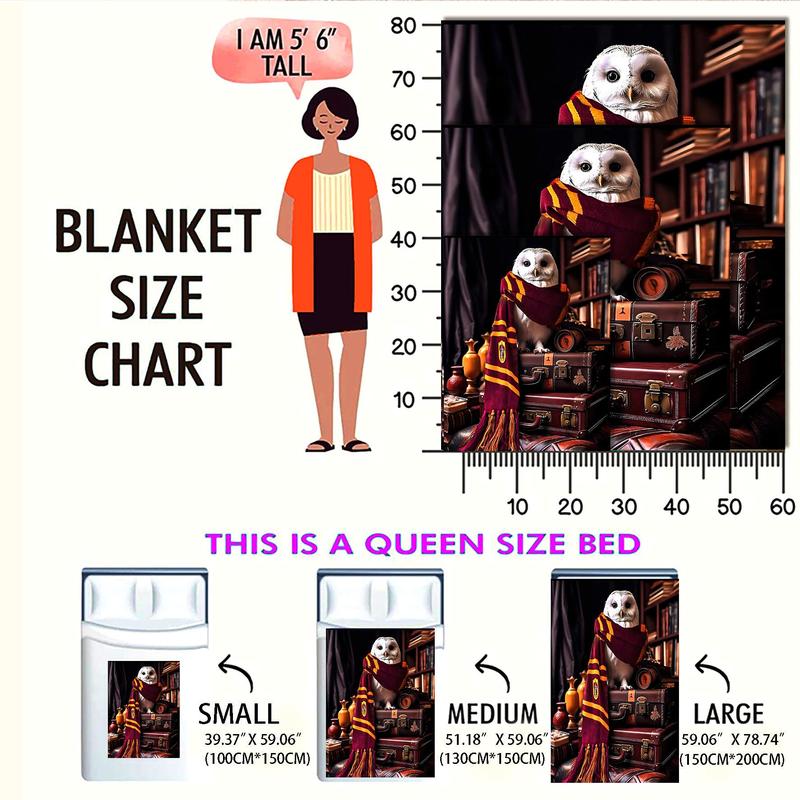 I AM 5' 6"
TALL
BLANKET
SIZE
CHART
80
70
60
50
40
30
20
10
10 20 30 40 50 60
THIS IS A QUEEN SIZE BED
SMALL
39.37" X 59.06"
(100CM*150CM)
MEDIUM
51.18" X 59.06"
(130CM*150CM)
LARGE
59.06" X 78.74"
(150CM*200CM)